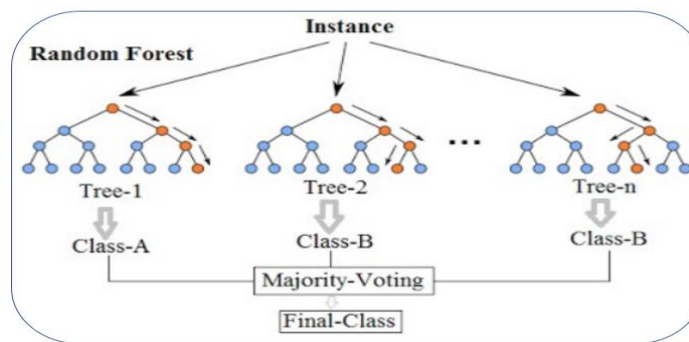 Instance
Random Forest
...
Tree-1 Tree-2 Tree-n
Class-A Class-B Class-B
Majority-Voting
Final-Class